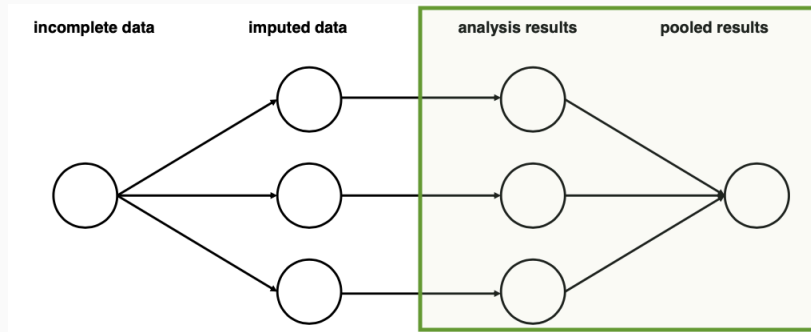 incomplete data
imputed data
analysis results
pooled results